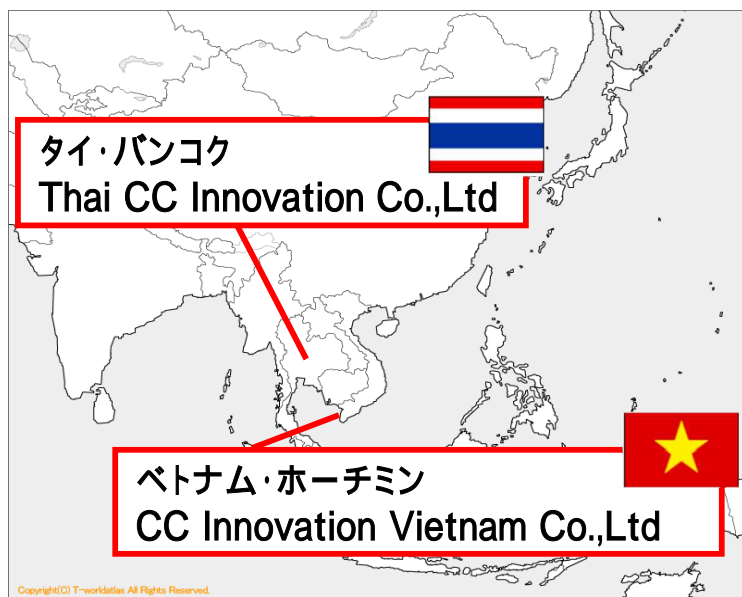 タイ・バンコク
Thai CC Innovation Co.,Ltd
ベトナム・ホーチミン
CC Innovation Vietnam Co.,Ltd
Copyright(C) T-worldatlas All Rights Reserved.